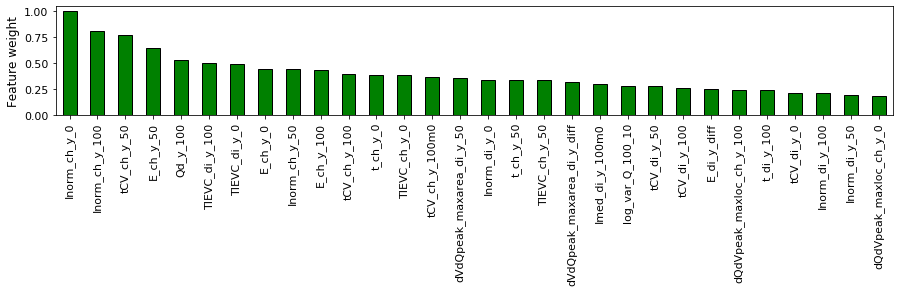 Feature weight
1.00
0.75
0.50
0.25
0.00
Inorm_ch_y_0
Inorm_ch_y_100
tCV_ch_y_50
E_ch_y_50
Qd_y_100
TIEVC_di_y_100
TIEVC_di_y_0
E_ch_y_0
Inorm_ch_y_50
E_ch_y_100
tCV_ch_y_100
t_ch_y_0
TIEVC_ch_y_0
tCV_ch_y_100m0
dVdQpeak_maxarea_di_y_50
Inorm_di_y_0
t_ch_y_50
TIEVC_ch_y_50
dVdQpeak_maxarea_di_y_diff
Imed_di_y_100m0
log_var_Q_100_10
tCV_di_y_50
tCV_di_y_100
E_di_y_diff
dQdVpeak_maxloc_ch_y_100
t_di_y_100
tCV_di_y_0
Inorm_di_y_100
Inorm_di_y_50
dQdVpeak_maxloc_ch_y_0